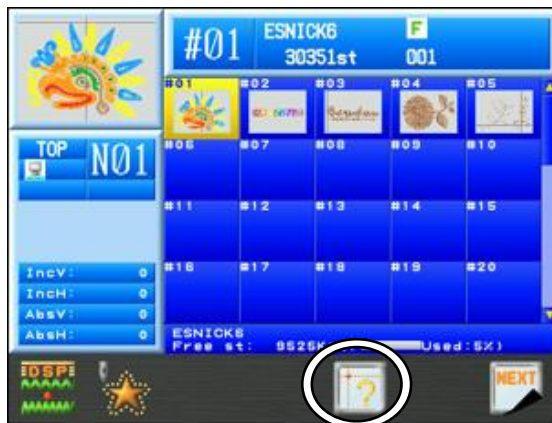 #01 ESNICK6 F
30351st 001
#01 #02 #03 #04 #05
TOP N01
#06 #07 #08 #09 #10
#11 #12 #13 #14 #15
IncV: 0
IncH: 0
AbsV: 0
AbsH: 0
#16 #17 #18 #19 #20
ESNICK6
Free st: 9525K Used:5%)
DSP
?
NEXT